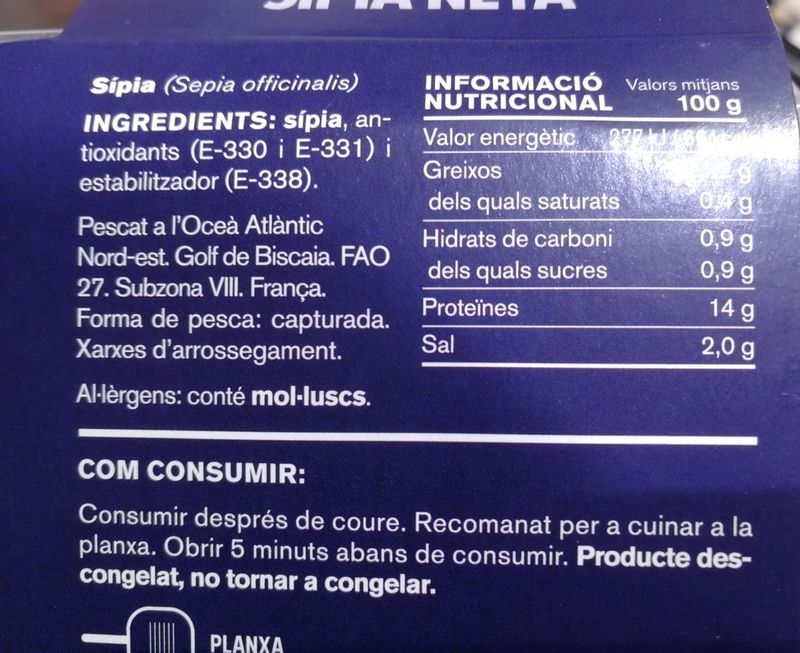 SÍPIA NETA
Sípia (Sepia officinalis)
INGREDIENTS: sípia, an-
tioxidants (E-330 i E-331) i
estabilitzador (E-338).
Pescat a l'Oceà Atlàntic
Nord-est. Golf de Biscaia. FAO
27. Subzona VIII. França.
Forma de pesca: capturada.
Xarxes d'arrossegament.
Al·lèrgens: conté mol·luscs.
INFORMACIÓ Valors mitjans
NUTRICIONAL 100 g
Valor energètic
Greixos g
dels quals saturats 0,4 g
Hidrats de carboni 0,9 g
dels quals sucres 0,9 g
Proteïnes 14 g
Sal 2,0 g
COM CONSUMIR:
Consumir després de coure. Recomanat per a cuinar a la
planxa. Obrir 5 minuts abans de consumir. Producte des-
congelat, no tornar a congelar.
PLANXA